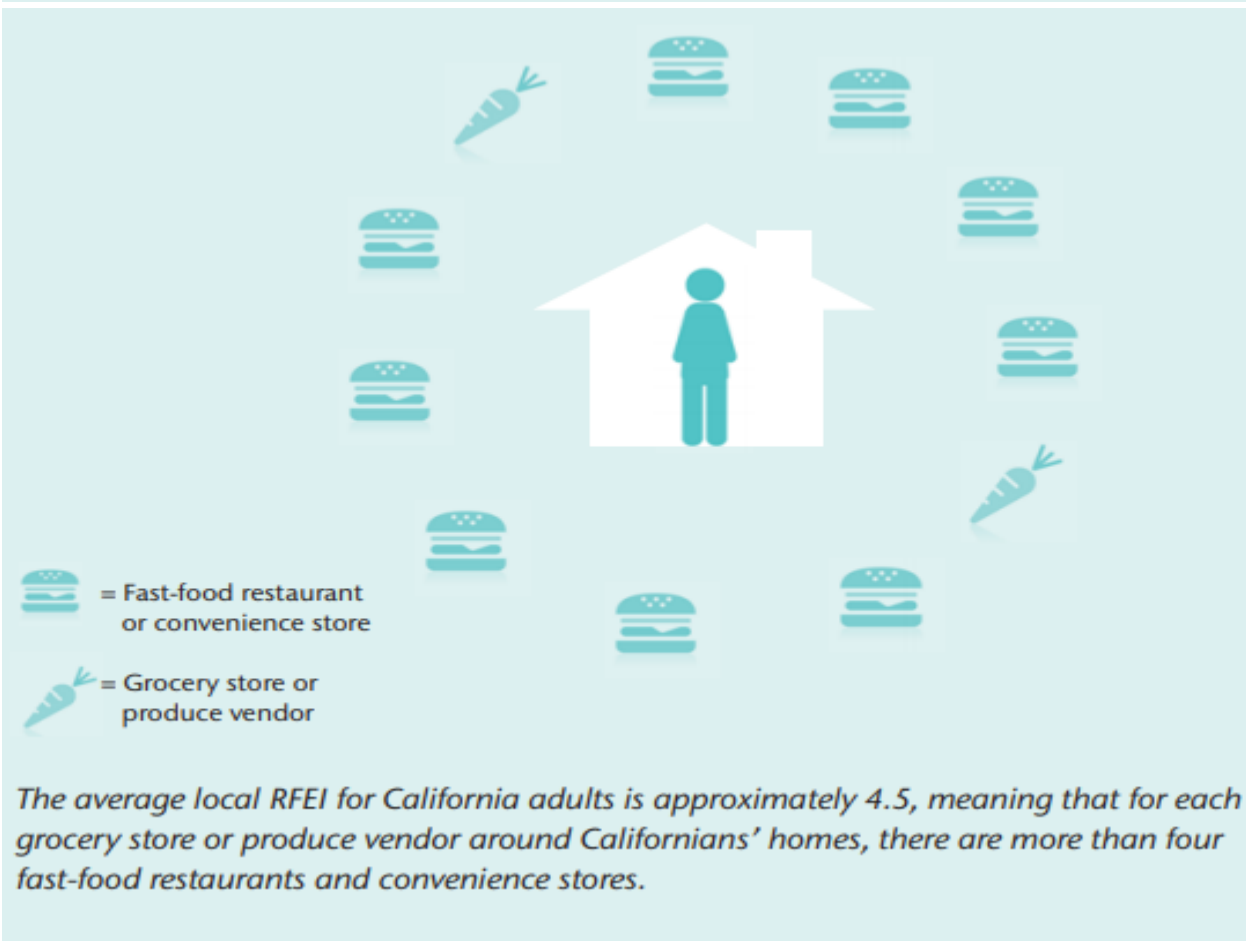 = Fast-food restaurant
or convenience store
= Grocery store or
produce vendor
The average local RFEI for California adults is approximately 4.5, meaning that for each
grocery store or produce vendor around Californians’ homes, there are more than four
fast-food restaurants and convenience stores.